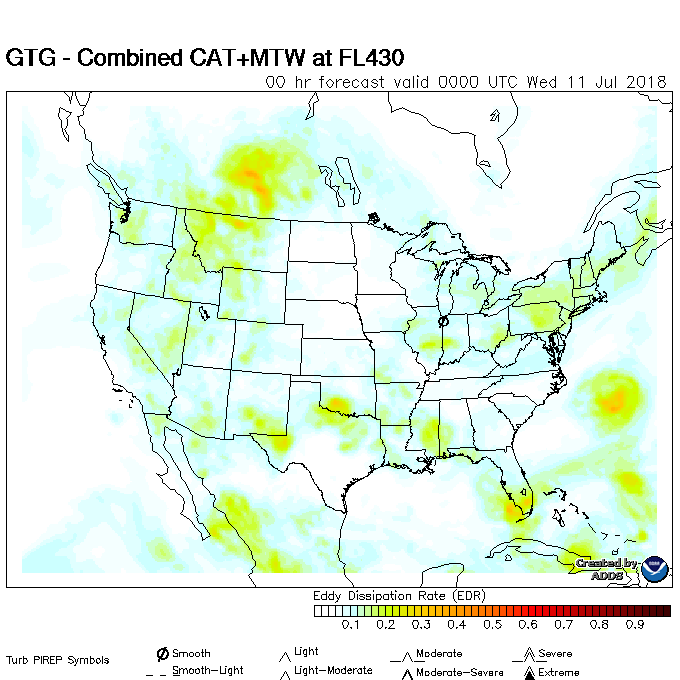 GTG - Combined CAT+MTW at FL430
00 hr forecast valid 0000 UTC Wed 11 Jul 2018
Created by
ADDS
NOAA
Eddy Dissipation Rate (EDR)
0.1 0.2 0.3 0.4 0.5 0.6 0.7 0.8 0.9
Turb PIREP Symbols
Smooth Light Moderate Severe
Smooth-Light Light-Moderate Moderate-Severe Extreme